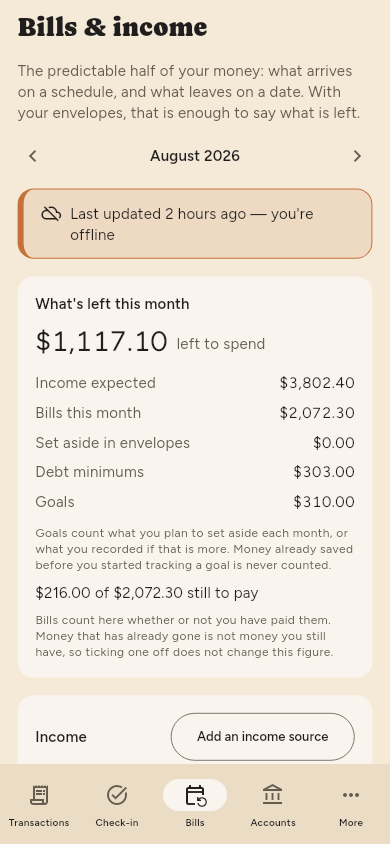 Bills & income
The predictable half of your money: what arrives
on a schedule, and what leaves on a date. With
your envelopes, that is enough to say what is left.
August 2026
Last updated 2 hours ago — you're
offline
What's left this month
$1,117.10 left to spend
Income expected $3,802.40
Bills this month $2,072.30
Set aside in envelopes $0.00
Debt minimums $303.00
Goals $310.00
Goals count what you plan to set aside each month, or
what you recorded if that is more. Money already saved
before you started tracking a goal is never counted.
$216.00 of $2,072.30 still to pay
Bills count here whether or not you have paid them.
Money that has already gone is not money you still
have, so ticking one off does not change this figure.
Income Add an income source
Transactions Check-in Bills Accounts More